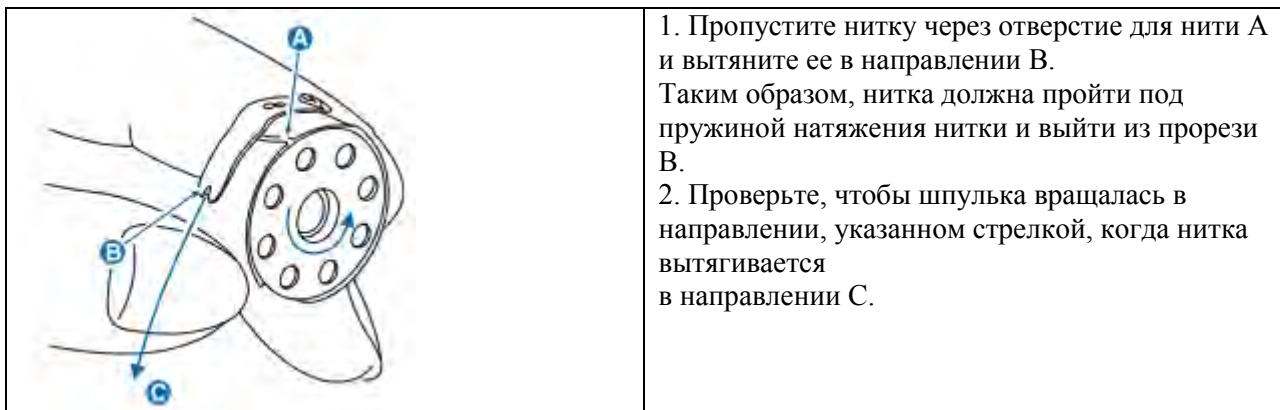 A
B
C
1. Пропустите нитку через отверстие для нити А
и вытяните ее в направлении В.
Таким образом, нитка должна пройти под
пружиной натяжения нитки и выйти из прорези
В.
2. Проверьте, чтобы шпулька вращалась в
направлении, указанном стрелкой, когда нитка
вытягивается
в направлении С.